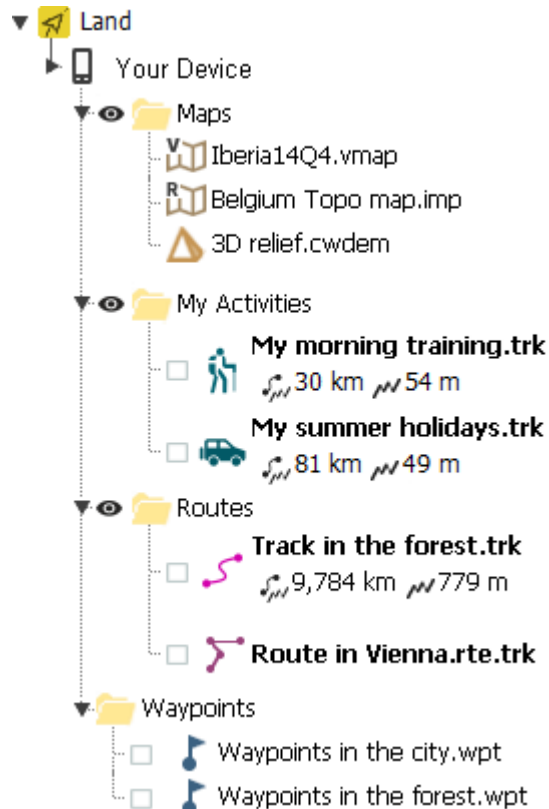 Land
Your Device
Maps
V Iberia14Q4.vmap
R Belgium Topo map.imp
3D relief.cwdem
My Activities
My morning training.trk
30 km 54 m
My summer holidays.trk
81 km 49 m
Routes
Track in the forest.trk
9,784 km 779 m
Route in Vienna.rte.trk
Waypoints
Waypoints in the city.wpt
Waypoints in the forest.wpt